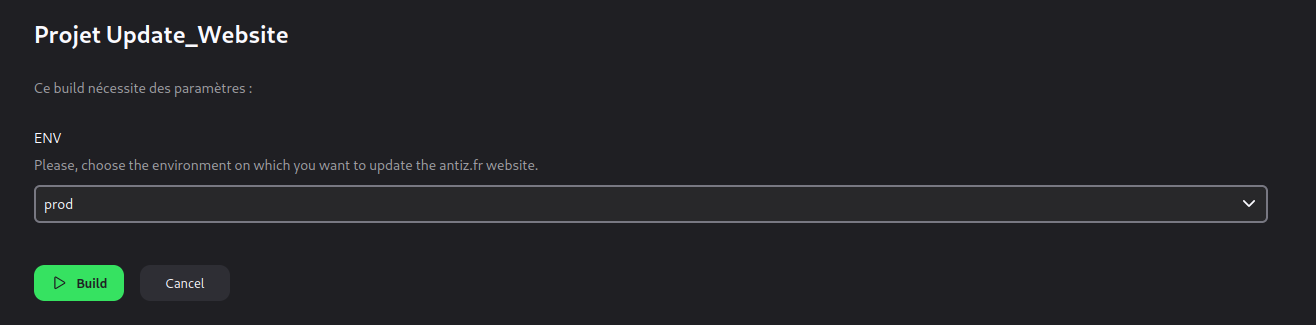 Projet Update_Website
Ce build nécessite des paramètres :
ENV
Please, choose the environment on which you want to update the antiz.fr website.
prod
Build
Cancel